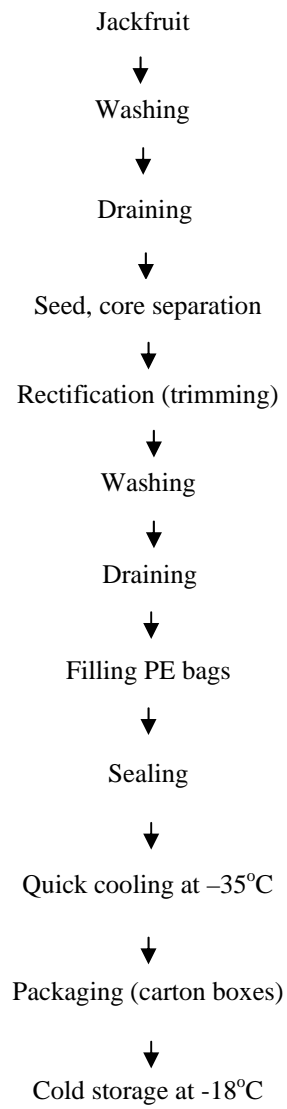 Jackfruit
Washing
Draining
Seed, core separation
Rectification (trimming)
Washing
Draining
Filling PE bags
Sealing
Quick cooling at –35°C
Packaging (carton boxes)
Cold storage at -18°C